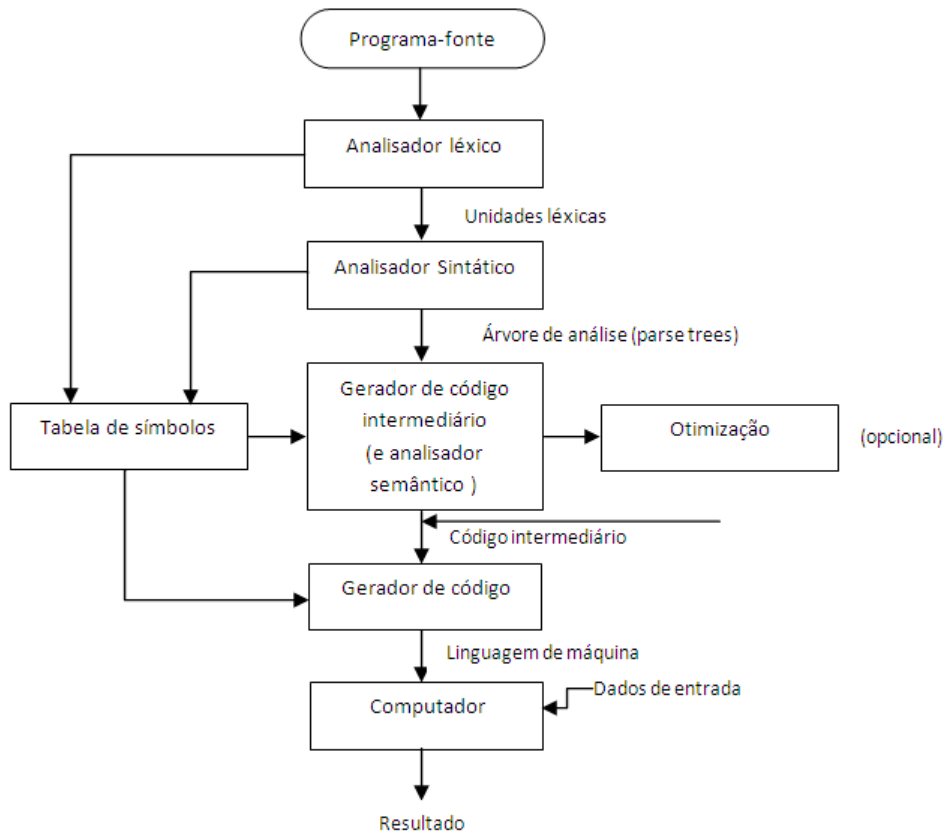 Programa-fonte
Analisador léxico
Unidades léxicas
Analisador Sintático
Árvore de análise (parse trees)
Gerador de código
intermediário
(e analisador
semântico )
Tabela de símbolos
Otimização
(opcional)
Código intermediário
Gerador de código
Linguagem de máquina
Computador
Dados de entrada
Resultado